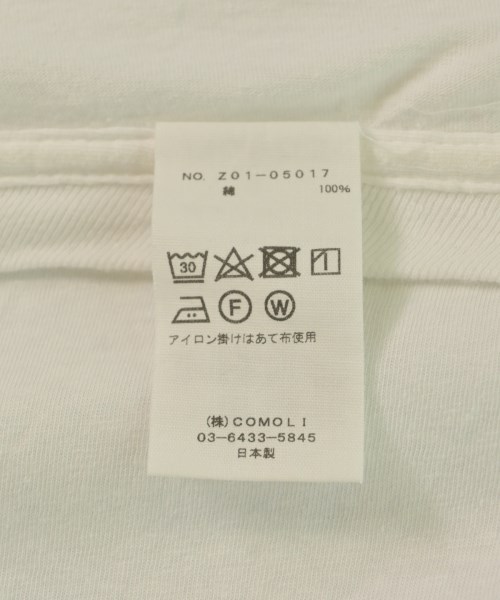 NO. Z01-05017
綿 100%
30
F W
アイロン掛けはあて布使用
(株)COMOLI
03-6433-5845
日本製